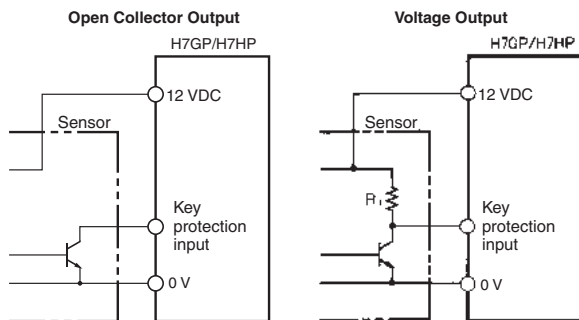 Open Collector Output
H7GP/H7HP
12 VDC
Sensor
Key
protection
input
0 V
Voltage Output
H7GP/H7HP
12 VDC
Sensor
R
Key
protection
input
0 V